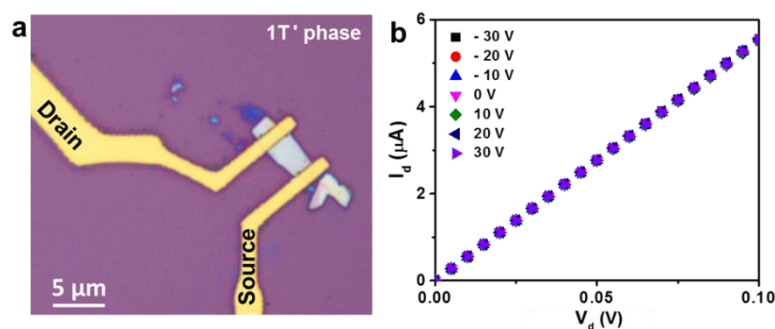 a
1T' phase
Drain
Source
5 μm
b
- 30 V
- 20 V
- 10 V
0 V
10 V
20 V
30 V
I_d (μA)
6
4
2
0
0.00 0.05 0.10
V_d (V)